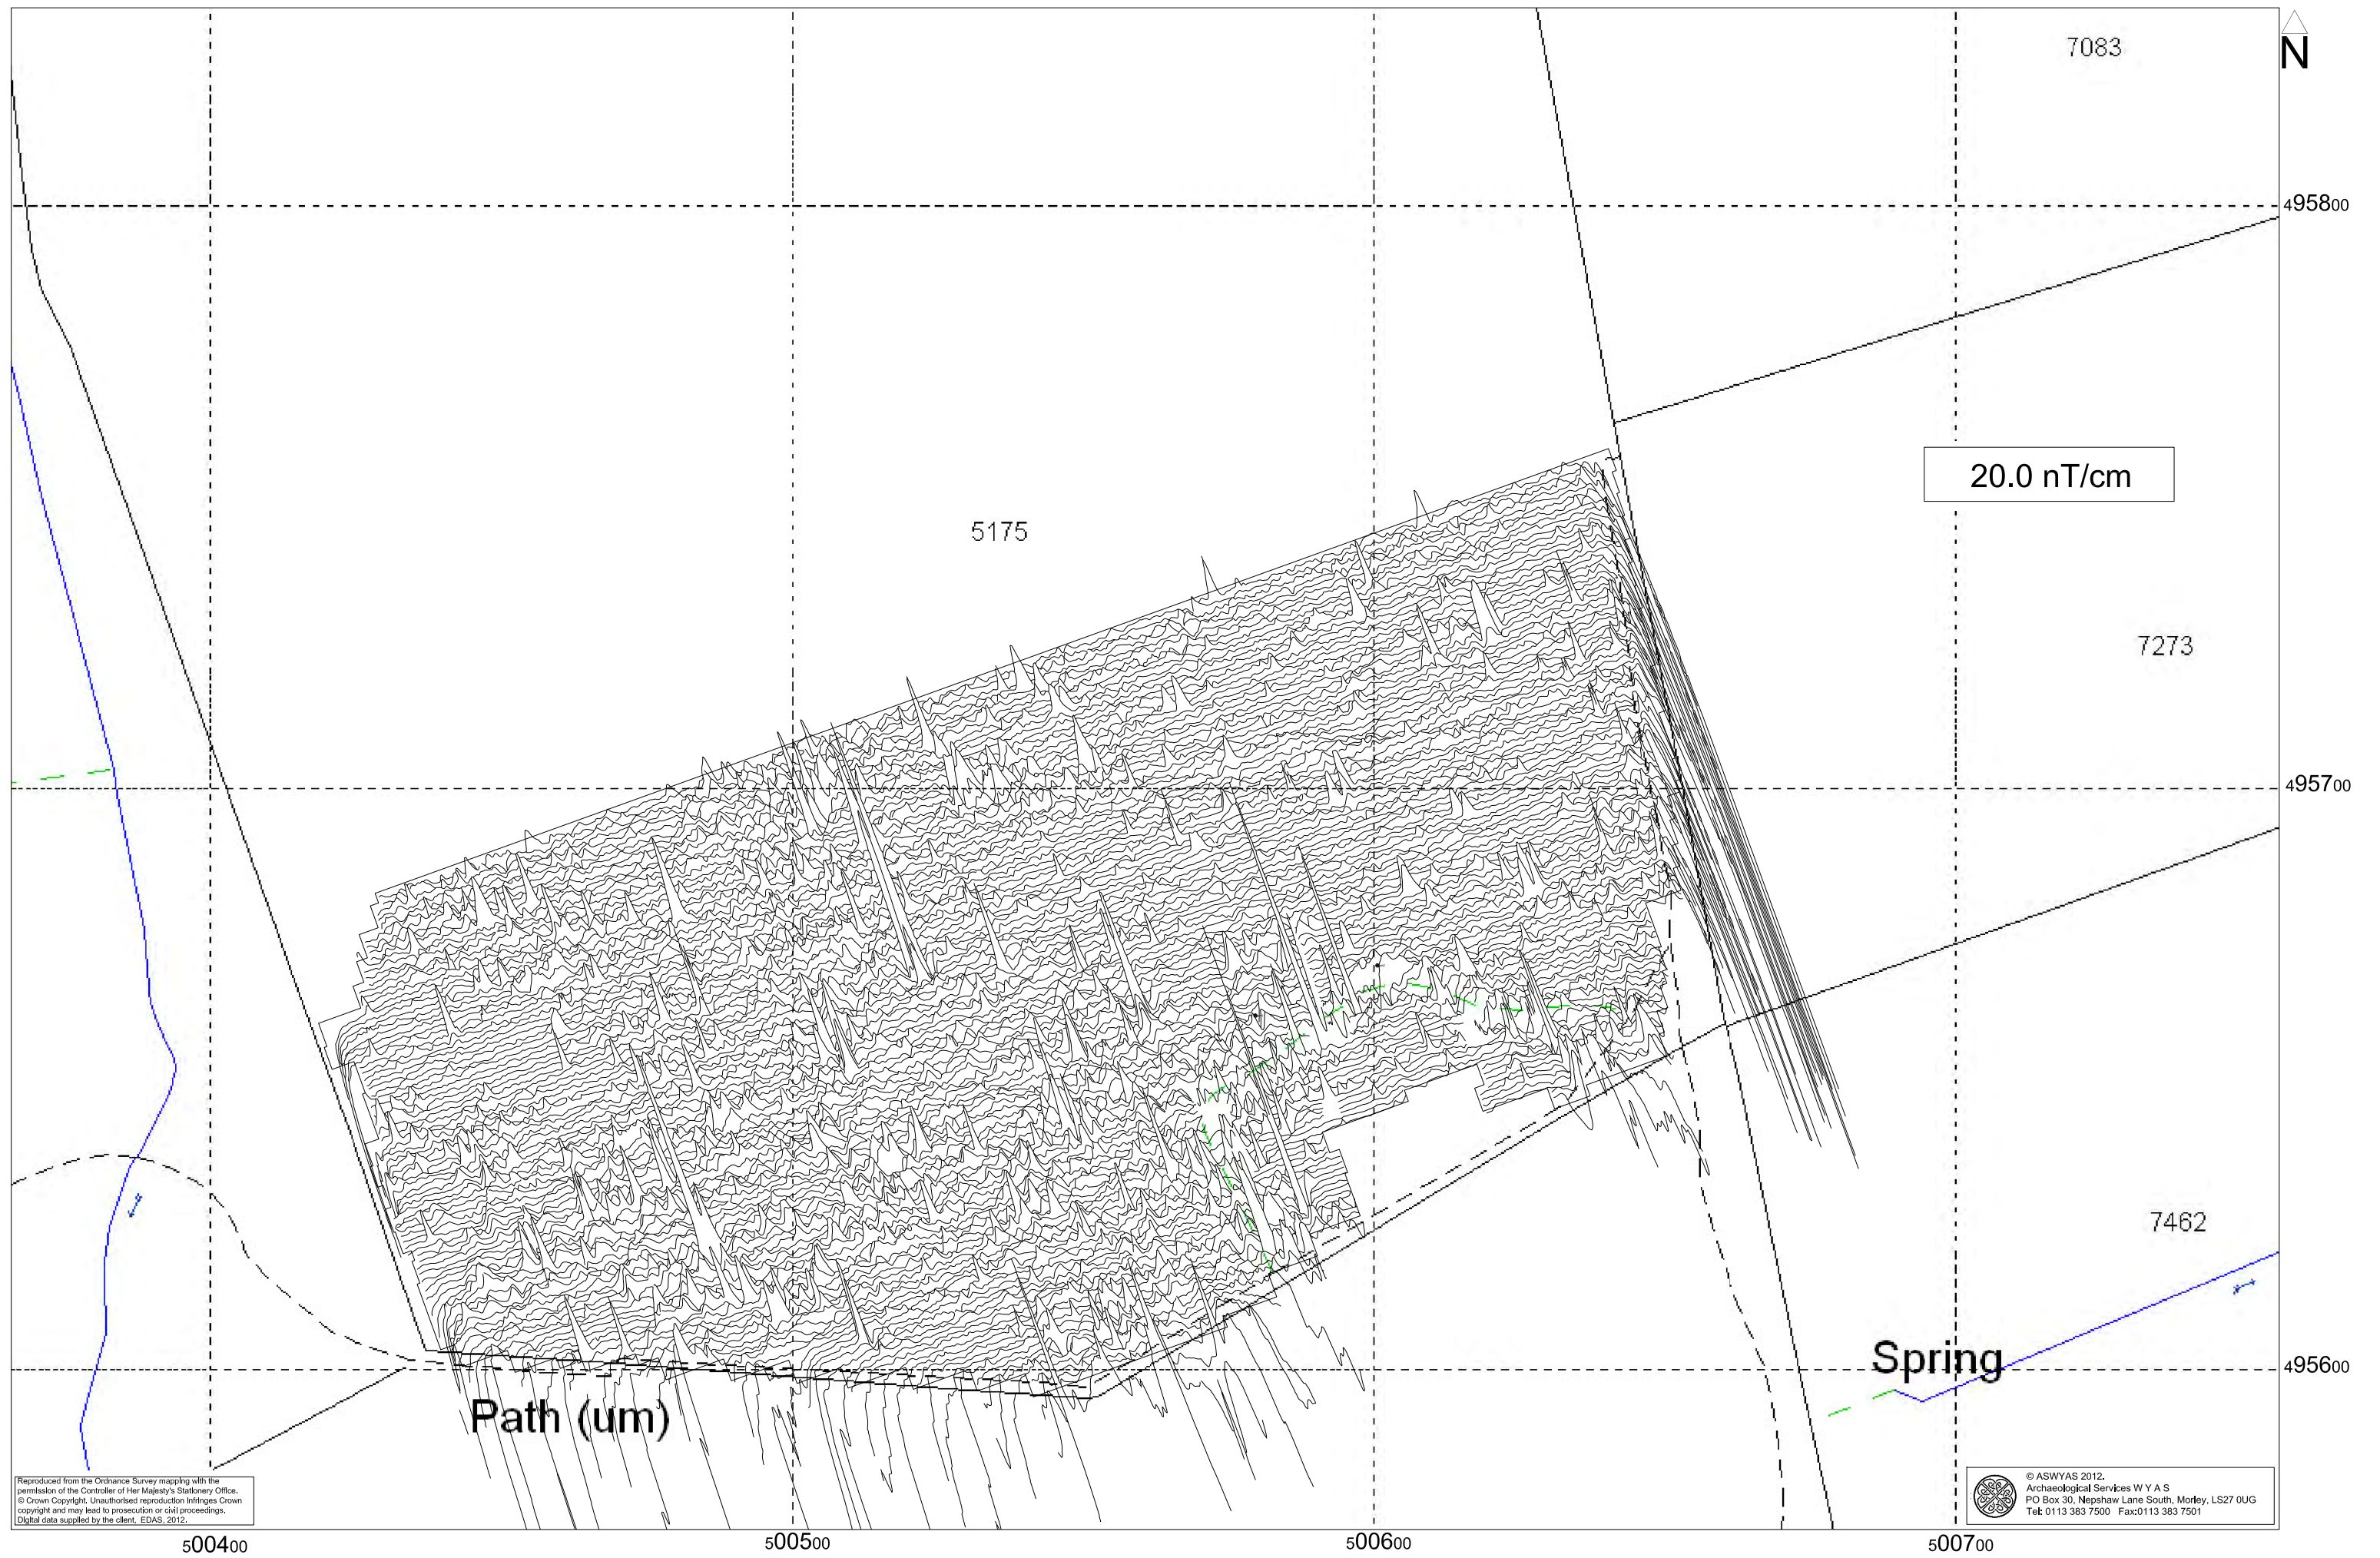 7083
N
495800
20.0 nT/cm
5175
7273
495700
7462
Spring
495600
Path (um)
Reproduced from the Ordnance Survey mapping with the
permission of the Controller of Her Majesty's Stationery Office.
© Crown Copyright. Unauthorised reproduction infringes Crown
copyright and may lead to prosecution or civil proceedings.
Digital data supplied by the client, EDAS, 2012.
© ASWYAS 2012.
Archaeological Services W Y A S
PO Box 30, Nepshaw Lane South, Morley, LS27 0UG
Tel: 0113 383 7500 Fax:0113 383 7501
500400
500500
500600
500700